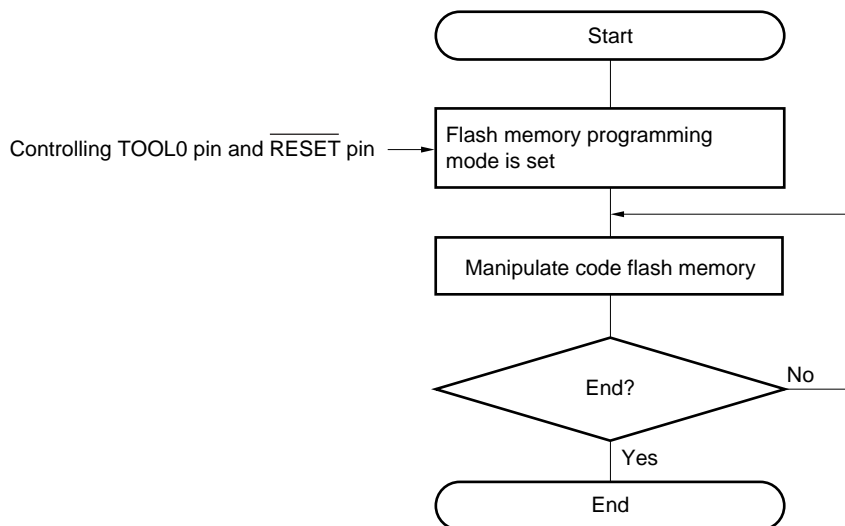 Start
Controlling TOOL0 pin and RESET pin
Flash memory programming
mode is set
Manipulate code flash memory
End?
No
Yes
End